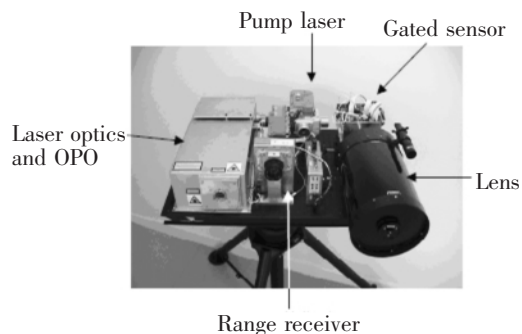 Pump laser
Gated sensor
Laser optics
and OPO
Lens
Range receiver